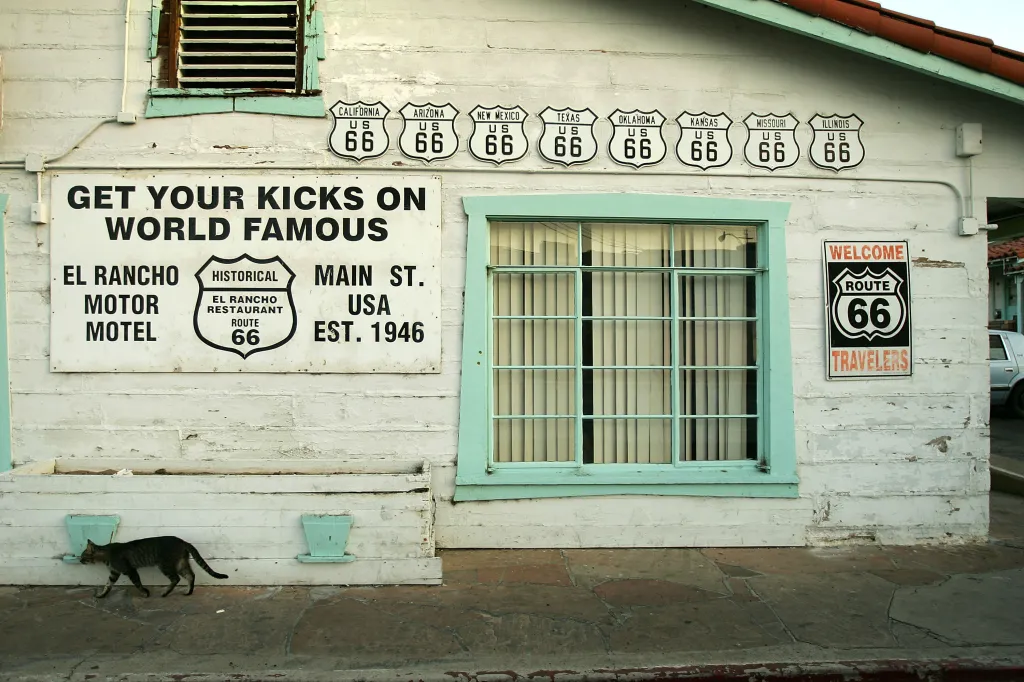 CALIFORNIA
US
66
ARIZONA
US
66
NEW MEXICO
US
66
TEXAS
US
66
OKLAHOMA
US
66
KANSAS
US
66
MISSOURI
US
66
ILLINOIS
US
66
GET YOUR KICKS ON
WORLD FAMOUS
EL RANCHO
MOTOR
MOTEL
HISTORICAL
EL RANCHO
RESTAURANT
ROUTE
66
MAIN ST.
USA
EST. 1946
WELCOME
ROUTE
66
TRAVELERS